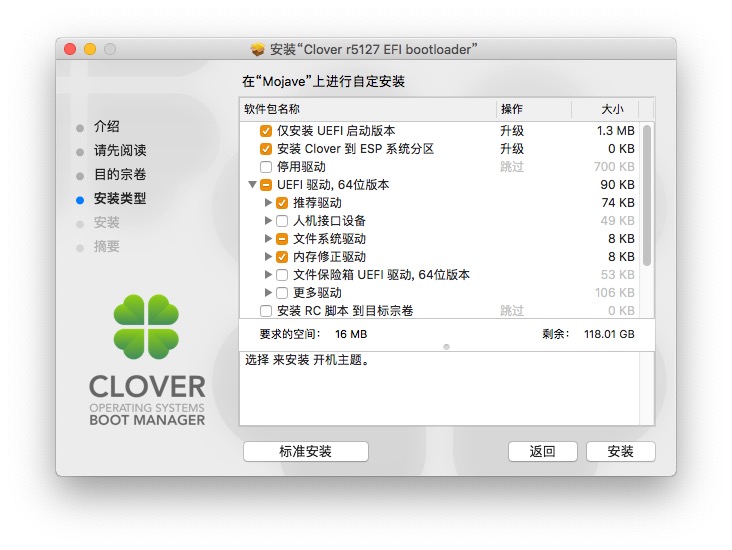 安装“Clover r5127 EFI bootloader”
在“Mojave”上进行自定安装
介绍
请先阅读
目的宗卷
安装类型
安装
摘要
软件包名称 操作 大小
仅安装 UEFI 启动版本 升级 1.3 MB
安装 Clover 到 ESP 系统分区 升级 0 KB
停用驱动 跳过 700 KB
UEFI 驱动, 64位版本 90 KB
推荐驱动 74 KB
人机接口设备 49 KB
文件系统驱动 8 KB
内存修正驱动 8 KB
文件保险箱 UEFI 驱动, 64位版本 53 KB
更多驱动 106 KB
安装 RC 脚本 到目标宗卷 跳过 0 KB
要求的空间： 16 MB 剩余： 118.01 GB
选择 来安装 开机主题。
CLOVER
OPERATING SYSTEMS
BOOT MANAGER
标准安装 返回 安装